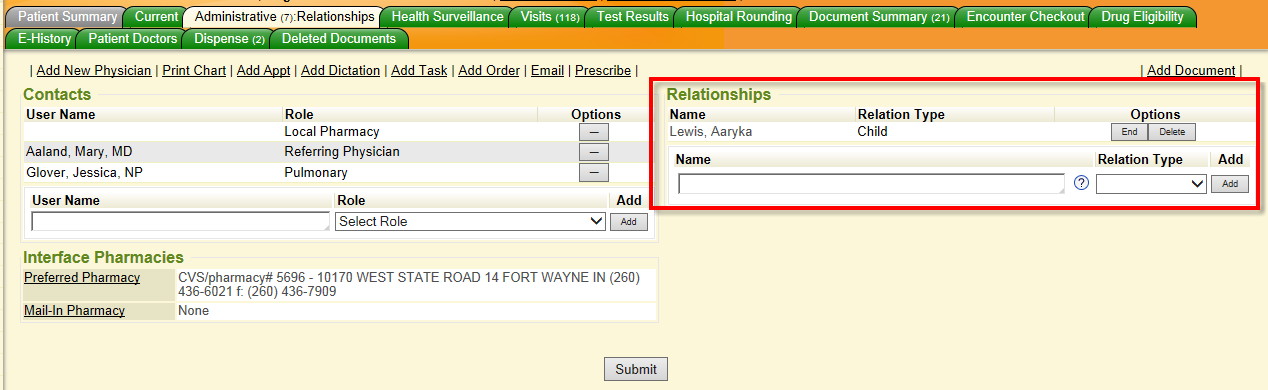 Patient Summary Current Administrative (7):Relationships Health Surveillance Visits (118) Test Results Hospital Rounding Document Summary (21) Encounter Checkout Drug Eligibility
E-History Patient Doctors Dispense (2) Deleted Documents
| Add New Physician | Print Chart | Add Appt | Add Dictation | Add Task | Add Order | Email | Prescribe | | Add Document |
Contacts
User Name Role Options
Local Pharmacy —
Aaland, Mary, MD Referring Physician —
Glover, Jessica, NP Pulmonary —
User Name Role Add
Select Role Add
Interface Pharmacies
Preferred Pharmacy CVS/pharmacy# 5696 - 10170 WEST STATE ROAD 14 FORT WAYNE IN (260)
436-6021 f: (260) 436-7909
Mail-In Pharmacy None
Relationships
Name Relation Type Options
Lewis, Aaryka Child End Delete
Name Relation Type Add
? Add
Submit